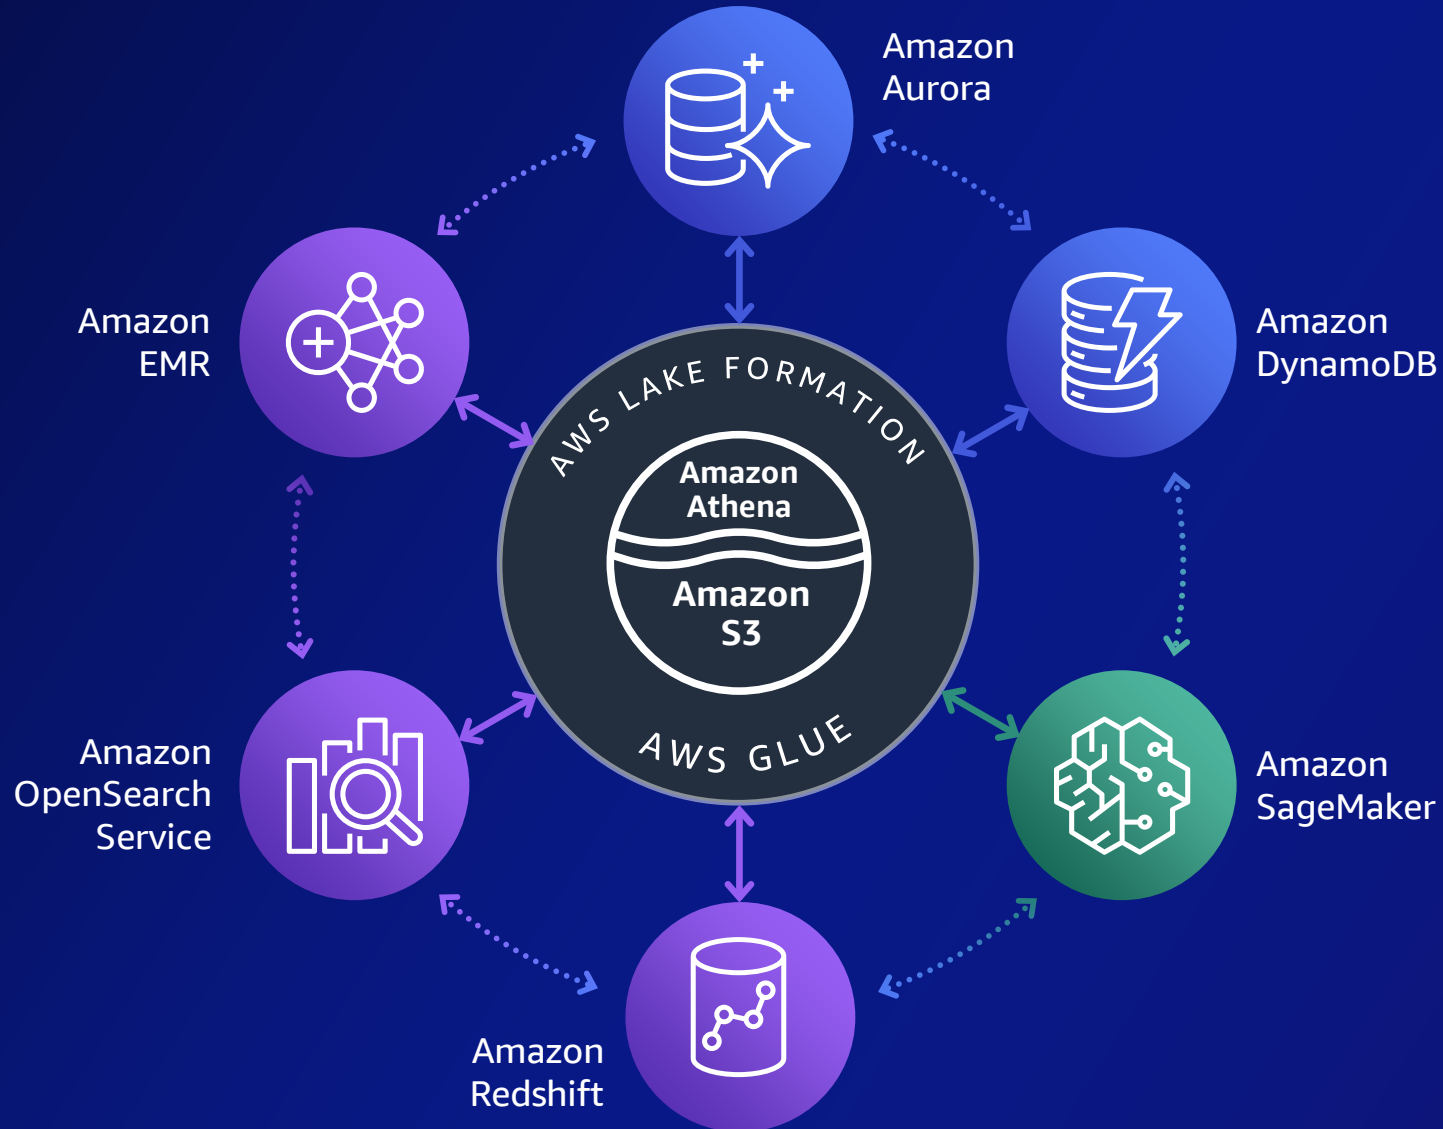 Amazon
Aurora
Amazon
EMR
Amazon
DynamoDB
AWS LAKE FORMATION
Amazon
Athena
Amazon
S3
AWS GLUE
Amazon
OpenSearch
Service
Amazon
SageMaker
Amazon
Redshift